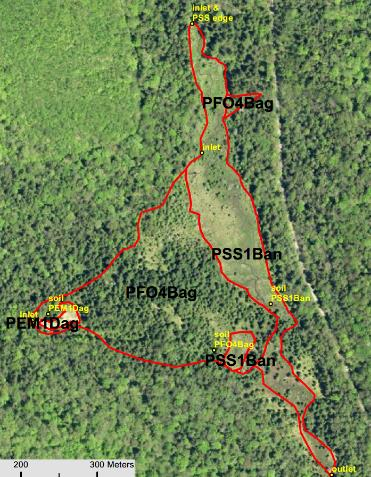 inlet &
PSS edge
PFO4Bag
inlet
PSS1Ban
PFO4Bag
soil
PSS1Ban
soil
PEM1Dag
inlet
PEM1Dag
soil
PFO4Bag
PSS1Ban
outlet
200 300 Meters